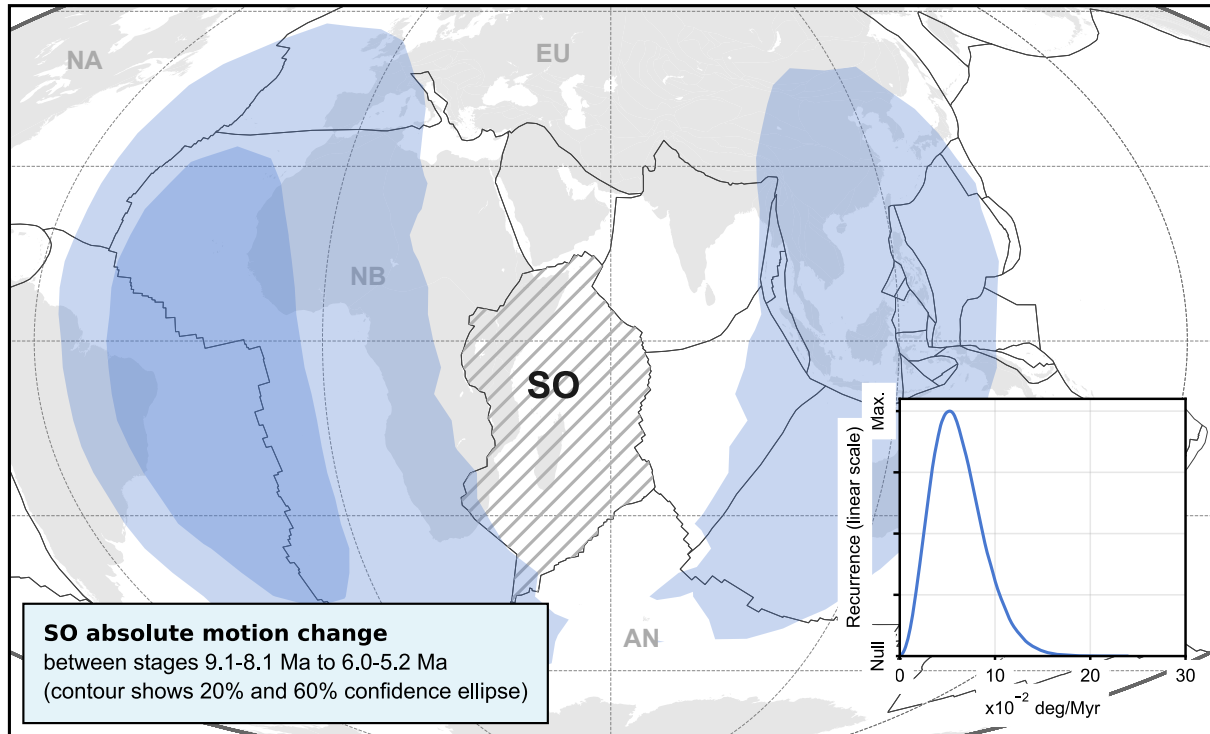 NA
EU
NB
SO
AN
SO absolute motion change
between stages 9.1-8.1 Ma to 6.0-5.2 Ma
(contour shows 20% and 60% confidence ellipse)
Recurrence (linear scale)
Max.
Null
0
10
20
30
x10⁻² deg/Myr